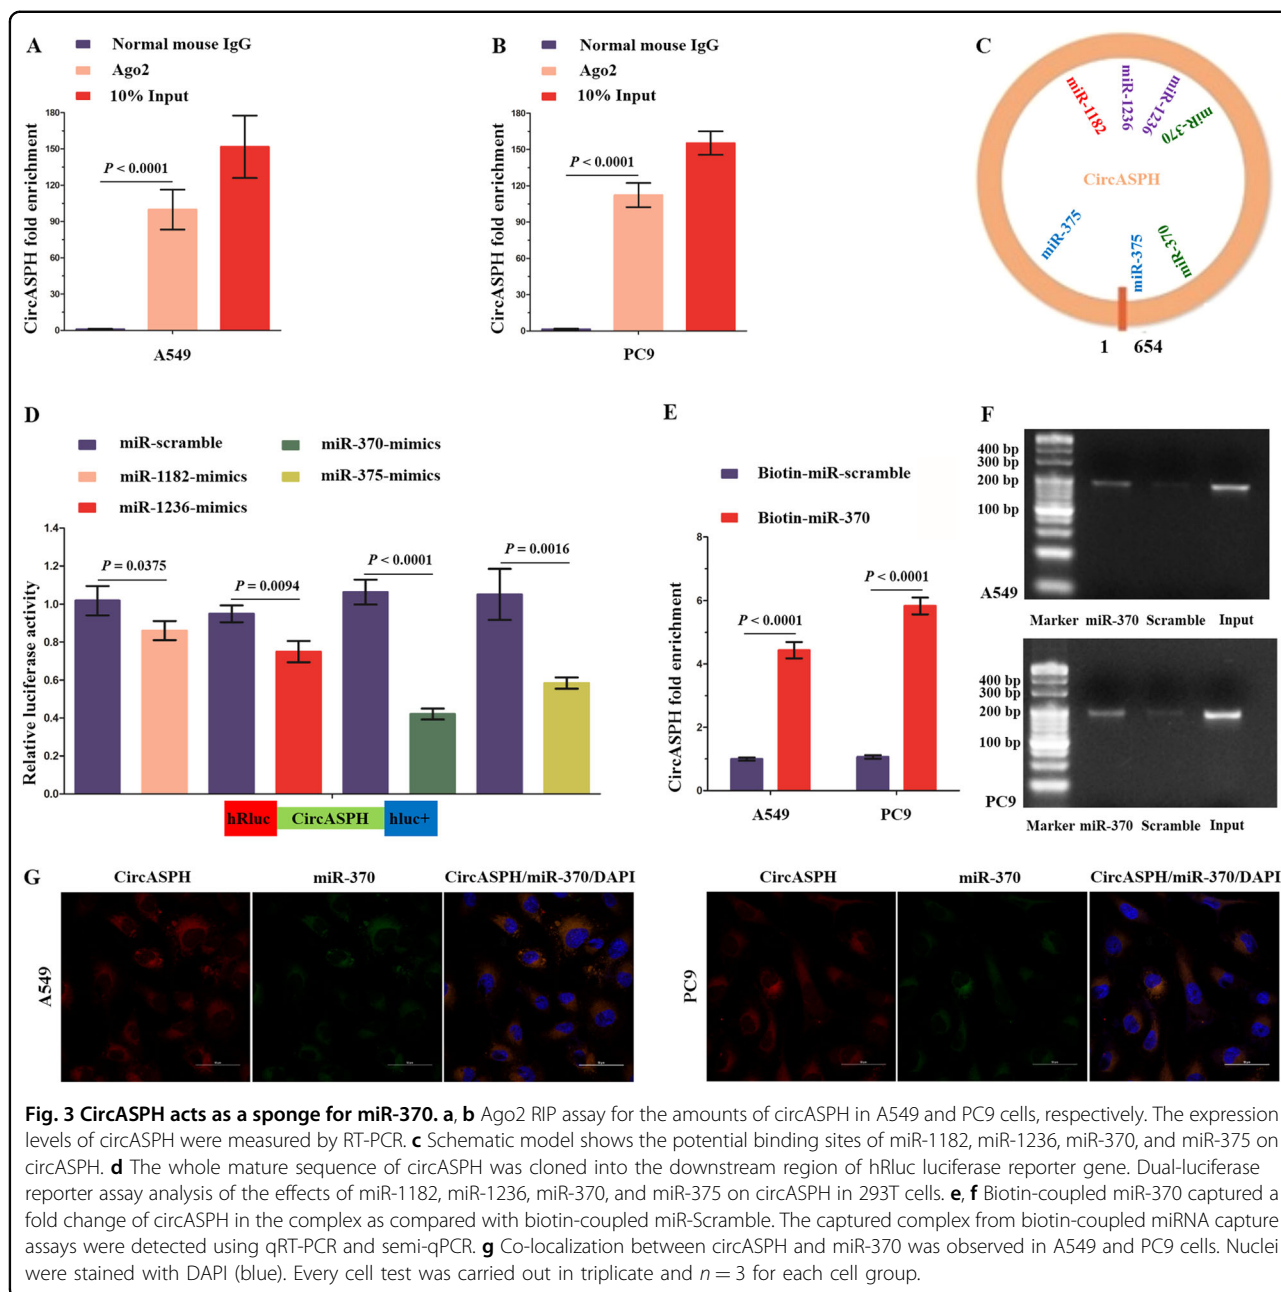 A
Normal mouse IgG
Ago2
10% Input
CircASPH fold enrichment
180
150
120
90
60
30
0
P < 0.0001
A549
B
Normal mouse IgG
Ago2
10% Input
CircASPH fold enrichment
180
150
120
90
60
30
0
P < 0.0001
PC9
C
miR-1182
miR-1236
miR-1236
miR-370
CircASPH
miR-375
miR-375
miR-370
1 654
D
miR-scramble
miR-1182-mimics
miR-1236-mimics
miR-370-mimics
miR-375-mimics
Relative luciferase activity
1.4
1.2
1.0
0.8
0.6
0.4
0.2
0.0
P = 0.0375
P = 0.0094
P < 0.0001
P = 0.0016
hRluc CircASPH hluc+
E
Biotin-miR-scramble
Biotin-miR-370
CircASPH fold enrichment
8
6
4
2
0
P < 0.0001
P < 0.0001
A549 PC9
F
400 bp
300 bp
200 bp
100 bp
A549
Marker miR-370 Scramble Input
400 bp
300 bp
200 bp
100 bp
PC9
Marker miR-370 Scramble Input
G
CircASPH miR-370 CircASPH/miR-370/DAPI
A549
CircASPH miR-370 CircASPH/miR-370/DAPI
PC9
Fig. 3 CircASPH acts as a sponge for miR-370. a, b Ago2 RIP assay for the amounts of circASPH in A549 and PC9 cells, respectively. The expression
levels of circASPH were measured by RT-PCR. c Schematic model shows the potential binding sites of miR-1182, miR-1236, miR-370, and miR-375 on
circASPH. d The whole mature sequence of circASPH was cloned into the downstream region of hRluc luciferase reporter gene. Dual-luciferase
reporter assay analysis of the effects of miR-1182, miR-1236, miR-370, and miR-375 on circASPH in 293T cells. e, f Biotin-coupled miR-370 captured a
fold change of circASPH in the complex as compared with biotin-coupled miR-Scramble. The captured complex from biotin-coupled miRNA capture
assays were detected using qRT-PCR and semi-qPCR. g Co-localization between circASPH and miR-370 was observed in A549 and PC9 cells. Nuclei
were stained with DAPI (blue). Every cell test was carried out in triplicate and n = 3 for each cell group.